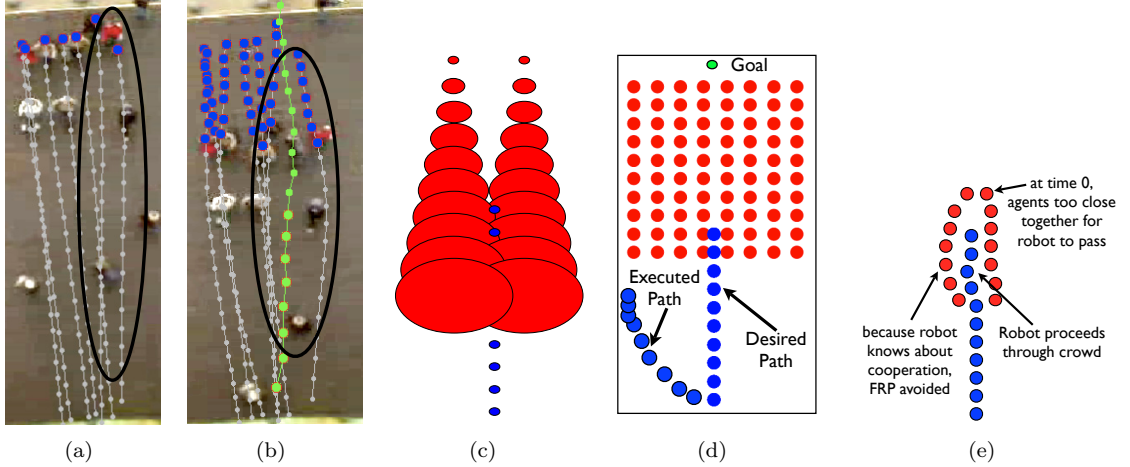 Goal
Executed
Path
Desired
Path
at time 0,
agents too close
together for
robot to pass
because robot
knows about
cooperation,
FRP avoided
Robot proceeds
through crowd
(a)
(b)
(c)
(d)
(e)